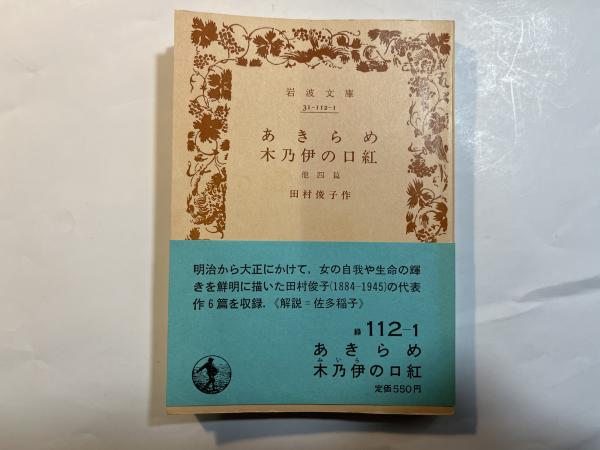 岩波文庫
31-112-1
あきらめ
木乃伊の口紅
他四篇
田村俊子作
明治から大正にかけて，女の自我や生命の輝
きを鮮明に描いた田村俊子(1884-1945)の代表
作6篇を収録．《解説＝佐多稲子》
緑 112-1
あきらめ
みいら
木乃伊の口紅
定価550円